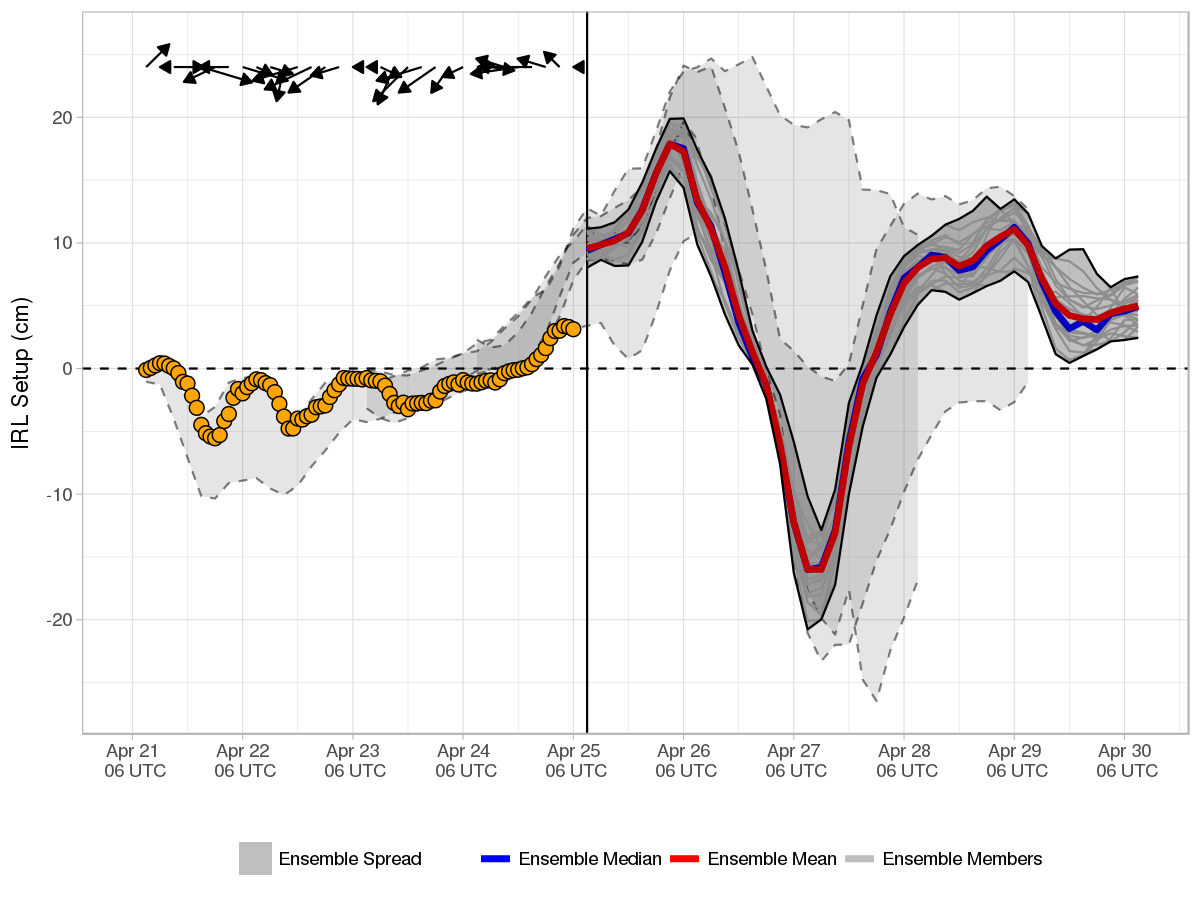 IRL Setup (cm)
20
10
0
-10
-20
Apr 21
06 UTC
Apr 22
06 UTC
Apr 23
06 UTC
Apr 24
06 UTC
Apr 25
06 UTC
Apr 26
06 UTC
Apr 27
06 UTC
Apr 28
06 UTC
Apr 29
06 UTC
Apr 30
06 UTC
Ensemble Spread
Ensemble Median
Ensemble Mean
Ensemble Members